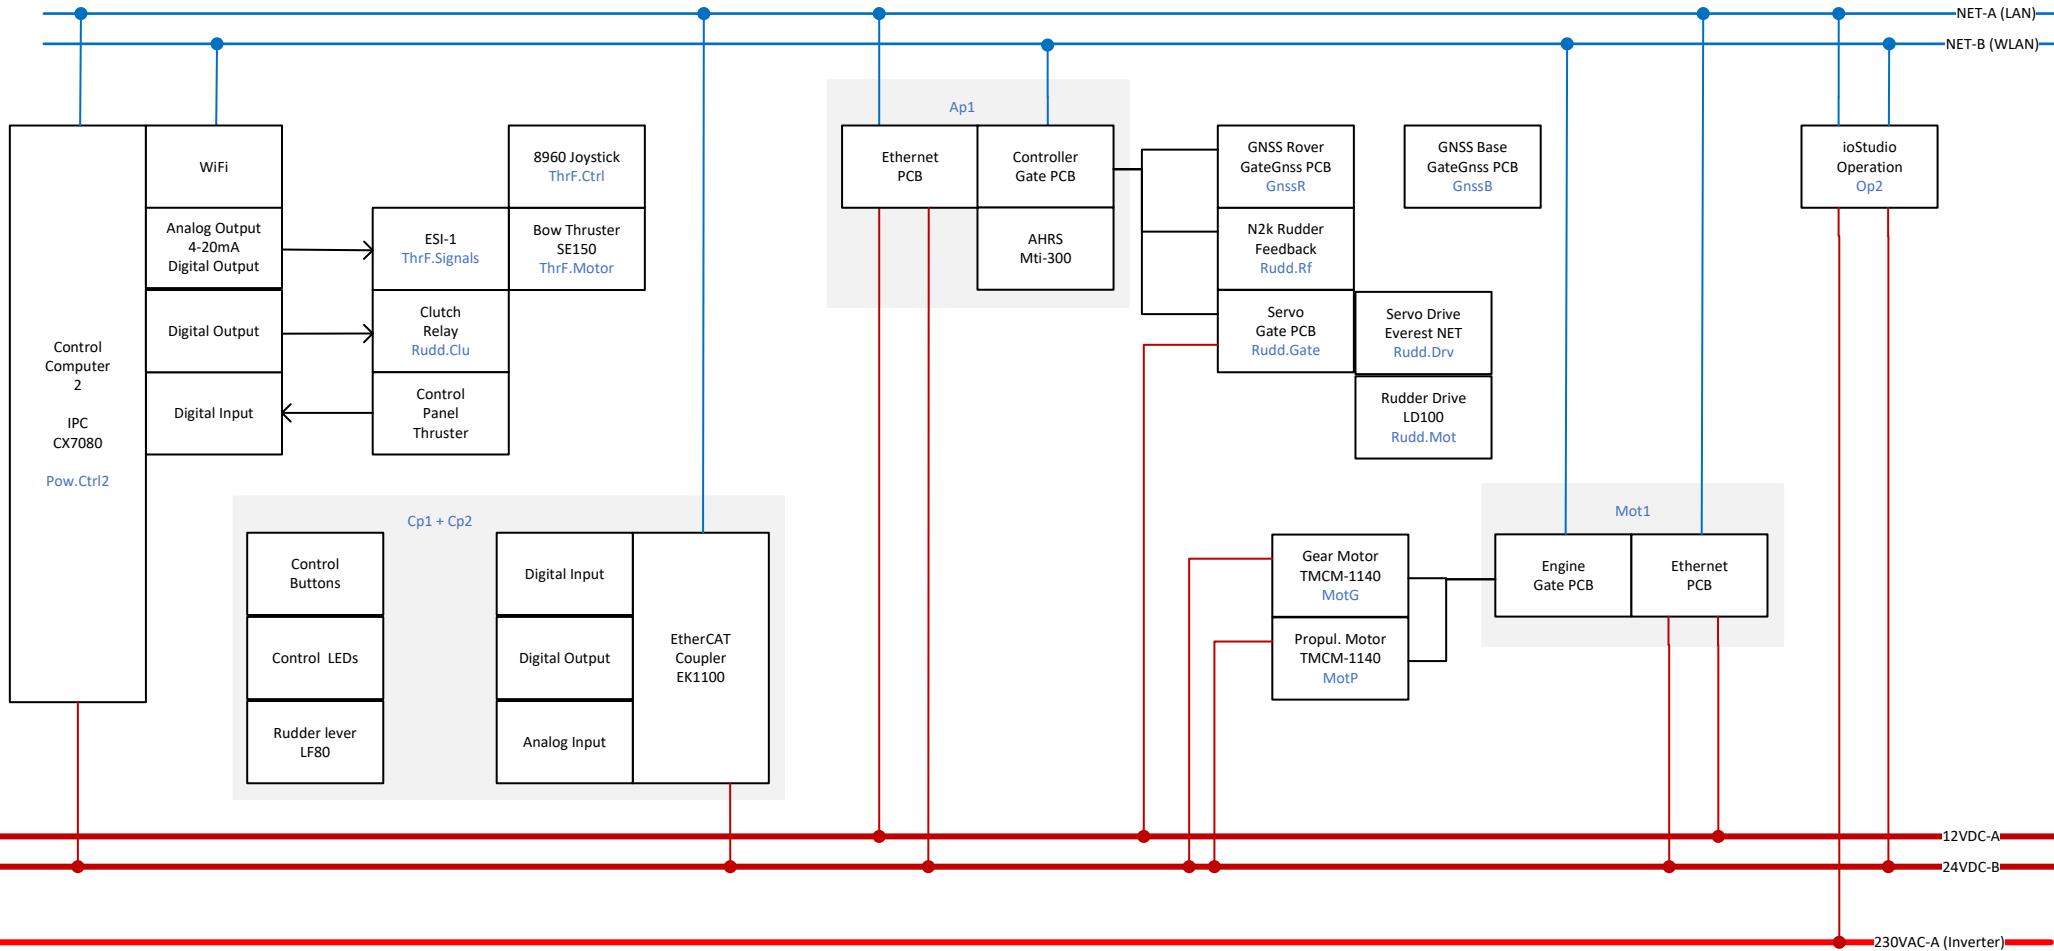 NET-A (LAN)
NET-B (WLAN)
Control
Computer
2
IPC
CX7080
Pow.Ctrl2
WiFi
Analog Output
4-20mA
Digital Output
Digital Output
Digital Input
8960 Joystick
ThrF.Ctrl
ESI-1
ThrF.Signals
Bow Thruster
SE150
ThrF.Motor
Clutch
Relay
Rudd.Clu
Control
Panel
Thruster
Cp1 + Cp2
Control
Buttons
Control LEDs
Rudder lever
LF80
Digital Input
Digital Output
Analog Input
EtherCAT
Coupler
EK1100
Ap1
Ethernet
PCB
Controller
Gate PCB
AHRS
Mti-300
GNSS Rover
GateGnss PCB
GnssR
N2k Rudder
Feedback
Rudd.Rf
Servo
Gate PCB
Rudd.Gate
GNSS Base
GateGnss PCB
GnssB
Servo Drive
Everest NET
Rudd.Drv
Rudder Drive
LD100
Rudd.Mot
Gear Motor
TMCM-1140
MotG
Propul. Motor
TMCM-1140
MotP
Mot1
Engine
Gate PCB
Ethernet
PCB
ioStudio
Operation
Op2
12VDC-A
24VDC-B
230VAC-A (Inverter)